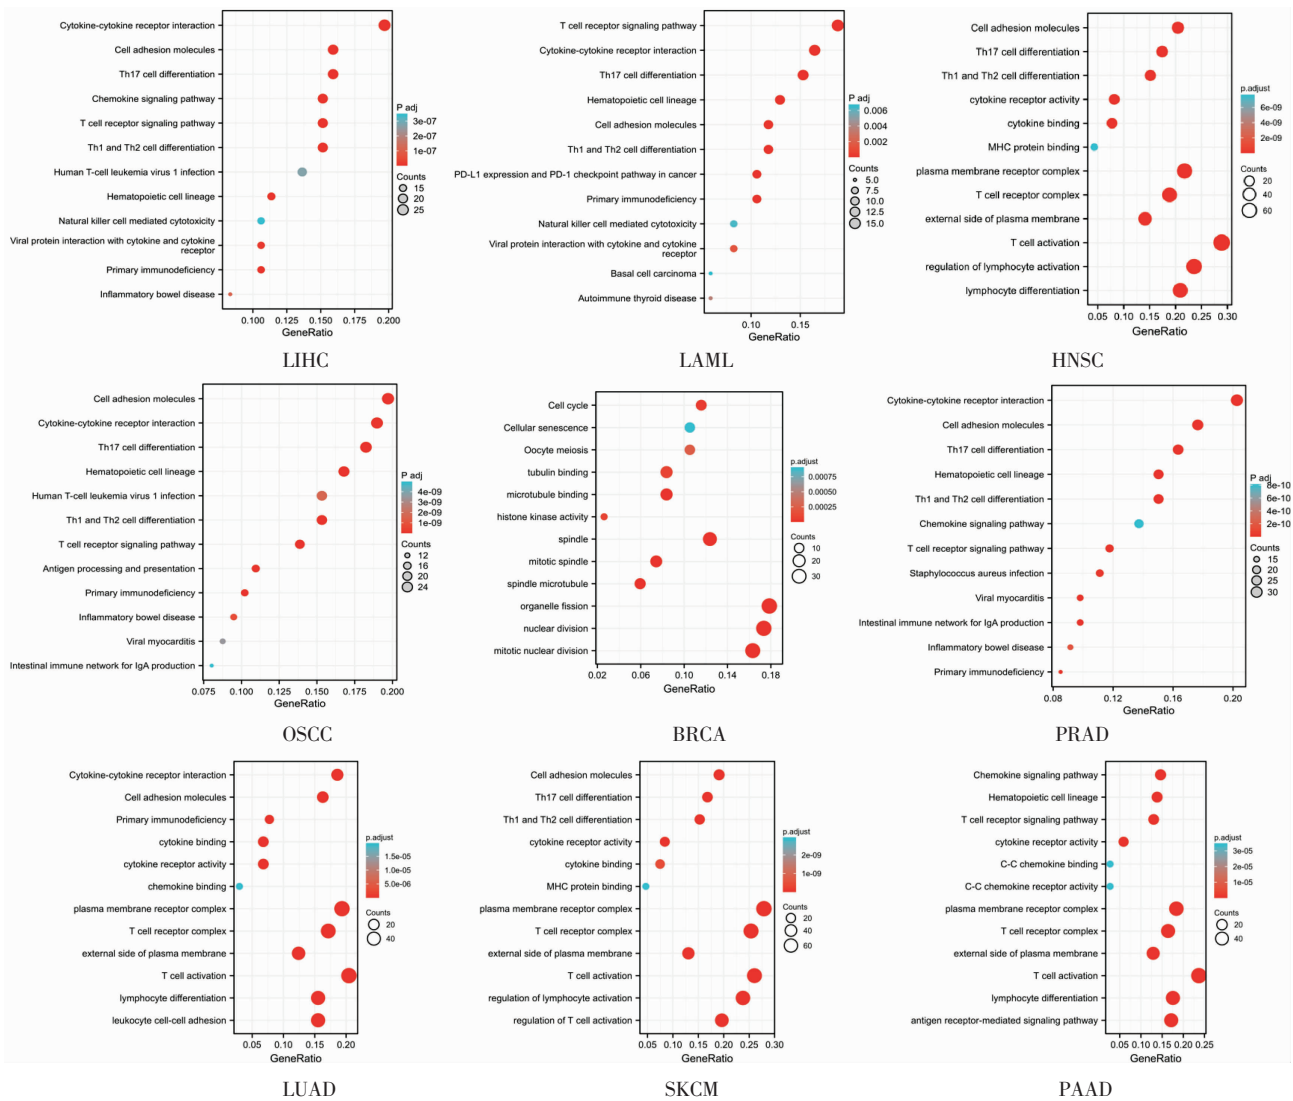 Cytokine-cytokine receptor interaction
Cell adhesion molecules
Th17 cell differentiation
Chemokine signaling pathway
T cell receptor signaling pathway
Th1 and Th2 cell differentiation
Human T-cell leukemia virus 1 infection
Hematopoietic cell lineage
Natural killer cell mediated cytotoxicity
Viral protein interaction with cytokine and cytokine
receptor
Primary immunodeficiency
Inflammatory bowel disease
0.100 0.125 0.150 0.175 0.200
GeneRatio
P adj
3e-07
2e-07
1e-07
Counts
15
20
25
LIHC
T cell receptor signaling pathway
Cytokine-cytokine receptor interaction
Th17 cell differentiation
Hematopoietic cell lineage
Cell adhesion molecules
Th1 and Th2 cell differentiation
PD-L1 expression and PD-1 checkpoint pathway in cancer
Primary immunodeficiency
Natural killer cell mediated cytotoxicity
Viral protein interaction with cytokine and cytokine
receptor
Basal cell carcinoma
Autoimmune thyroid disease
0.10 0.15
GeneRatio
P adj
0.006
0.004
0.002
Counts
5.0
7.5
10.0
12.5
15.0
LAML
Cell adhesion molecules
Th17 cell differentiation
Th1 and Th2 cell differentiation
cytokine receptor activity
cytokine binding
MHC protein binding
plasma membrane receptor complex
T cell receptor complex
external side of plasma membrane
T cell activation
regulation of lymphocyte activation
lymphocyte differentiation
0.05 0.10 0.15 0.20 0.25 0.30
GeneRatio
p.adjust
6e-09
4e-09
2e-09
Counts
20
40
60
HNSC
Cell adhesion molecules
Cytokine-cytokine receptor interaction
Th17 cell differentiation
Hematopoietic cell lineage
Human T-cell leukemia virus 1 infection
Th1 and Th2 cell differentiation
T cell receptor signaling pathway
Antigen processing and presentation
Primary immunodeficiency
Inflammatory bowel disease
Viral myocarditis
Intestinal immune network for IgA production
0.075 0.100 0.125 0.150 0.175 0.200
GeneRatio
P adj
4e-09
3e-09
2e-09
1e-09
Counts
12
16
20
24
OSCC
Cell cycle
Cellular senescence
Oocyte meiosis
tubulin binding
microtubule binding
histone kinase activity
spindle
mitotic spindle
spindle microtubule
organelle fission
nuclear division
mitotic nuclear division
0.02 0.06 0.10 0.14 0.18
GeneRatio
p.adjust
0.00075
0.00050
0.00025
Counts
10
20
30
BRCA
Cytokine-cytokine receptor interaction
Cell adhesion molecules
Th17 cell differentiation
Hematopoietic cell lineage
Th1 and Th2 cell differentiation
Chemokine signaling pathway
T cell receptor signaling pathway
Staphylococcus aureus infection
Viral myocarditis
Intestinal immune network for IgA production
Inflammatory bowel disease
Primary immunodeficiency
0.08 0.12 0.16 0.20
GeneRatio
P adj
8e-10
6e-10
4e-10
2e-10
Counts
15
20
25
30
PRAD
Cytokine-cytokine receptor interaction
Cell adhesion molecules
Primary immunodeficiency
cytokine binding
cytokine receptor activity
chemokine binding
plasma membrane receptor complex
T cell receptor complex
external side of plasma membrane
T cell activation
lymphocyte differentiation
leukocyte cell-cell adhesion
0.05 0.10 0.15 0.20
GeneRatio
p.adjust
1.5e-05
1.0e-05
5.0e-06
Counts
20
40
LUAD
Cell adhesion molecules
Th17 cell differentiation
Th1 and Th2 cell differentiation
cytokine receptor activity
cytokine binding
MHC protein binding
plasma membrane receptor complex
T cell receptor complex
external side of plasma membrane
T cell activation
regulation of lymphocyte activation
regulation of T cell activation
0.05 0.10 0.15 0.20 0.25 0.30
GeneRatio
p.adjust
2e-09
1e-09
Counts
20
40
60
SKCM
Chemokine signaling pathway
Hematopoietic cell lineage
T cell receptor signaling pathway
cytokine receptor activity
C-C chemokine binding
C-C chemokine receptor activity
plasma membrane receptor complex
T cell receptor complex
external side of plasma membrane
T cell activation
lymphocyte differentiation
antigen receptor-mediated signaling pathway
0.05 0.10 0.15 0.20 0.25
GeneRatio
p.adjust
3e-05
2e-05
1e-05
Counts
20
40
PAAD